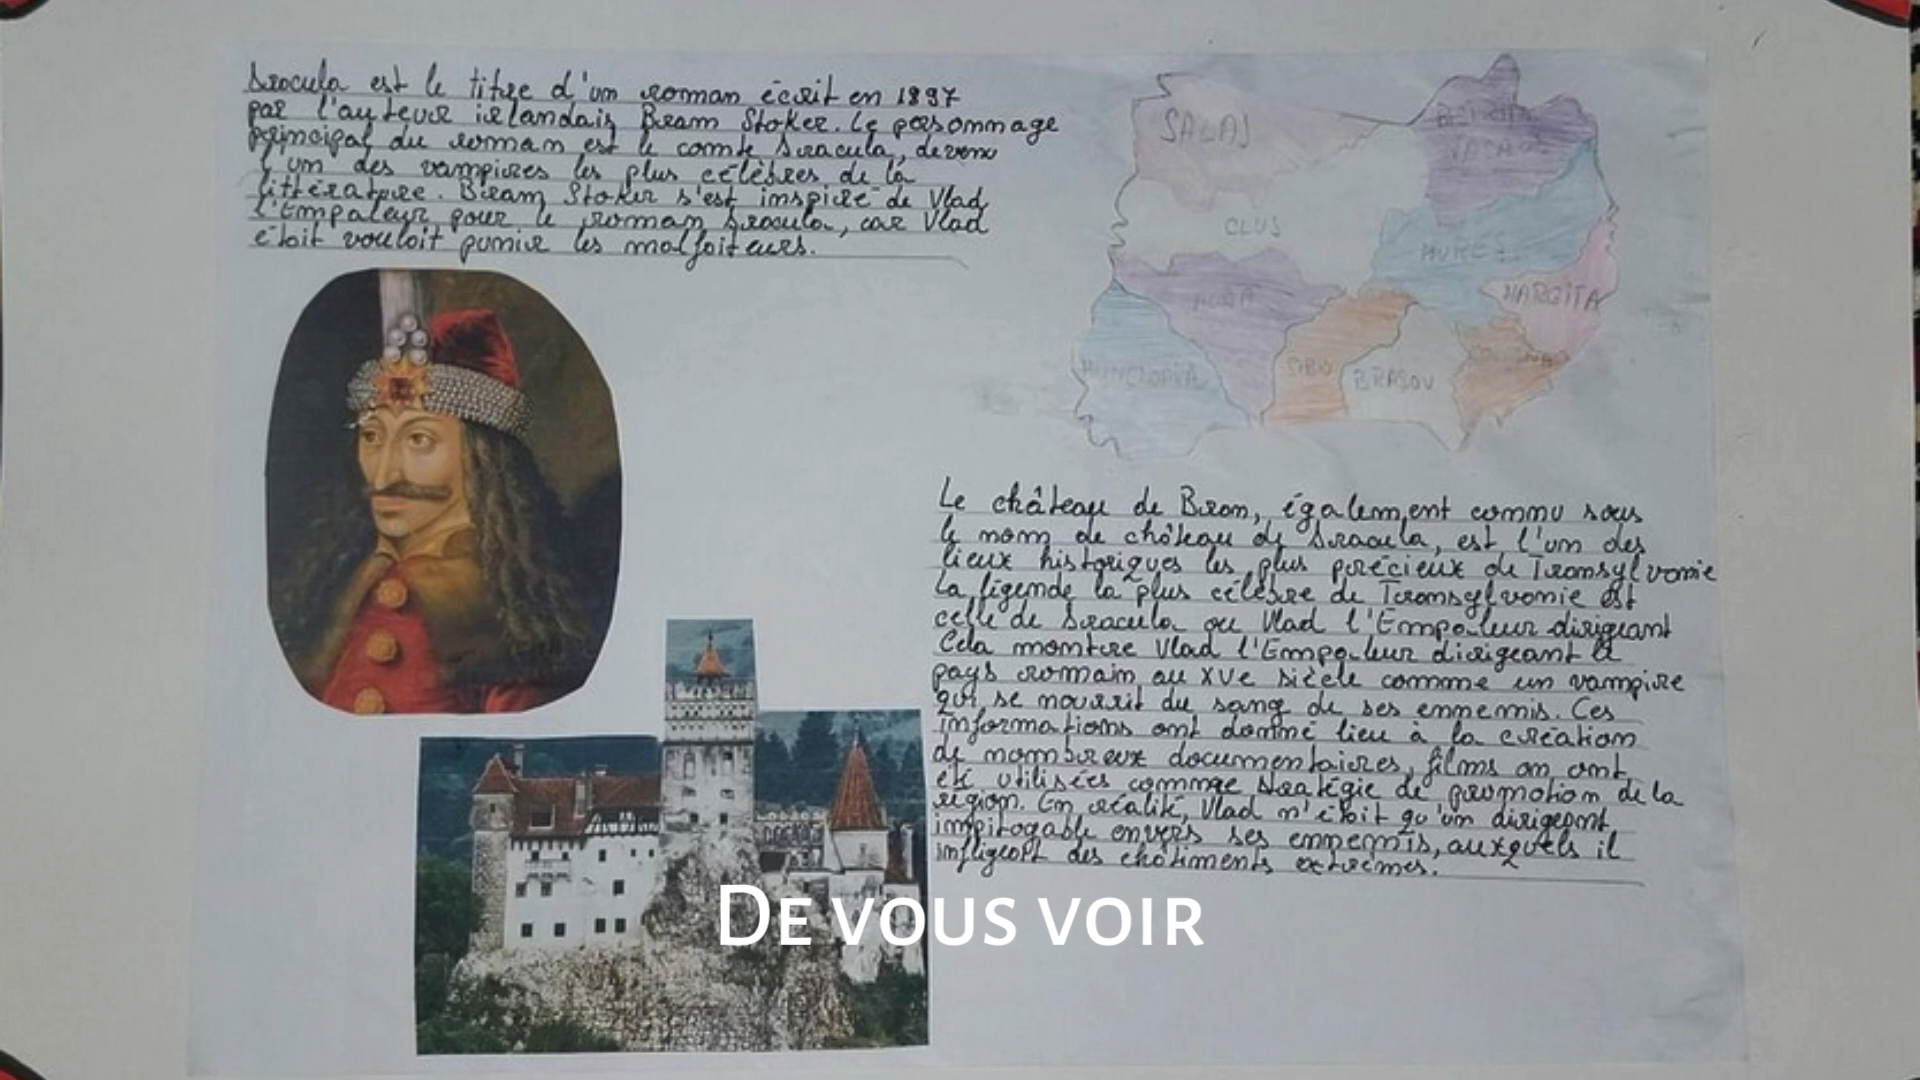 Dracula est le titre d'un roman écrit en 1897
par l'auteur irlandais Bram Stoker. Le personnage
principal du roman est le comte Dracula, devenu
l'un des vampires les plus célèbres de la
littérature. Bram Stoker s'est inspiré de Vlad
l'Empaleur pour le roman Dracula, car Vlad
était vouloit punir les malfaiteurs.
SALAJ
BISTRITA
NASAUD
CLUJ
MURES
HARGITA
ALBA
HUNEDOARA
SIBIU
BRASOV
Le château de Bran, également connu sous
le nom de château de Dracula, est l'un des
lieux historiques les plus précieux de Transylvanie
La légende la plus célèbre de Transylvanie est
celle de Dracula ou Vlad l'Empaleur dirigeant
Cela montre Vlad l'Empaleur dirigeant le
pays romain au XVe siècle comme un vampire
qui se nourrit du sang de ses ennemis. Ces
informations ont donné lieu à la création
de nombreux documentaires, films on ont
été utilisées comme stratégie de promotion de la
région. En réalité, Vlad n'était qu'un dirigeant
impitoyable envers ses ennemis, auxquels il
infligeait des châtiments extrêmes.
De vous voir